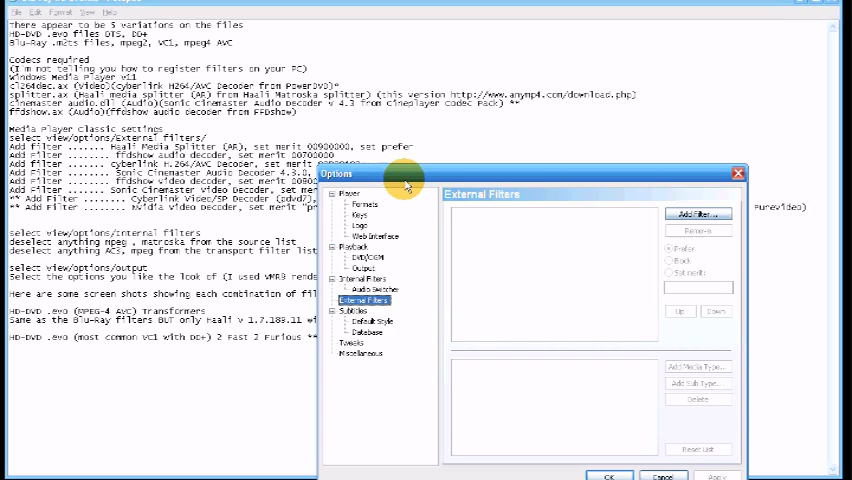 File Edit Format View Help
There appear to be 5 variations on the files
HD-DVD .evo files DTS, DD+
Blu-Ray .m2ts files, mpeg2, VC1, mpeg4 AVC
Codecs required
(I m not telling you how to register filters on your PC)
Windows Media Player v11
cl264dec.ax (Video)(cyberlink H264/AVC Decoder from PowerDVD)*
splitter.ax (Haali Media splitter) (AR) from Haali Matroska splitter) (this version http://www.anymp4.com/download.php)
cinemaster audio.dll (Audio)(sonic Cinemaster Audio Decoder v 4.3 from Cineplayer codec Pack) **
ffdshow.ax (Audio)(ffdshow audio decoder from FFDshow)
Media Player Classic settings
select view/options/External filters/
Add filter ....... Haali Media Splitter (AR), set merit 00900000, set prefer
Add Filter ....... ffdshow audio decoder, set merit 00700000
Add filter ....... cyberlink H.264/AVC Decoder
Add Filter ....... Sonic Cinemaster Audio Decoder 4.3.0,
Add filter ....... ffdshow video decoder, set merit 00800
Add Filter ....... Sonic Cinemaster Video Decoder, set mer
** Add Filter ....... Cyberlink Video/SP Decoder (pdvd7),
** Add Filter ....... Nvidia video Decoder, set merit "pr
Purevideo)
select view/options/Internal filters
deselect anything mpeg , matroska from the source list
deselect anything AC3, mpeg from the transport filter list
select view/options/output
Select the options you like the look of (I used VMR9 rend
Here are some screen shots showing each combination of fil
HD-DVD .evo (MPEG-4 AVC) Transformers
Same as the Blu-Ray filters BUT only Haali v 1.7.189.11 wi
HD-DVD .evo (most common VC1 with DD+) 2 Fast 2 Furious **
Options
Player
Formats
Keys
Logo
Web Interface
Playback
DVD/OGM
Output
Internal Filters
Audio Switcher
External Filters
Subtitles
Default Style
Database
Tweaks
Miscellaneous
External Filters
Add Filter...
Remove
Prefer
Block
Set merit:
Up Down
Add Media Type...
Add Sub Type...
Delete
Reset List
OK Cancel Apply